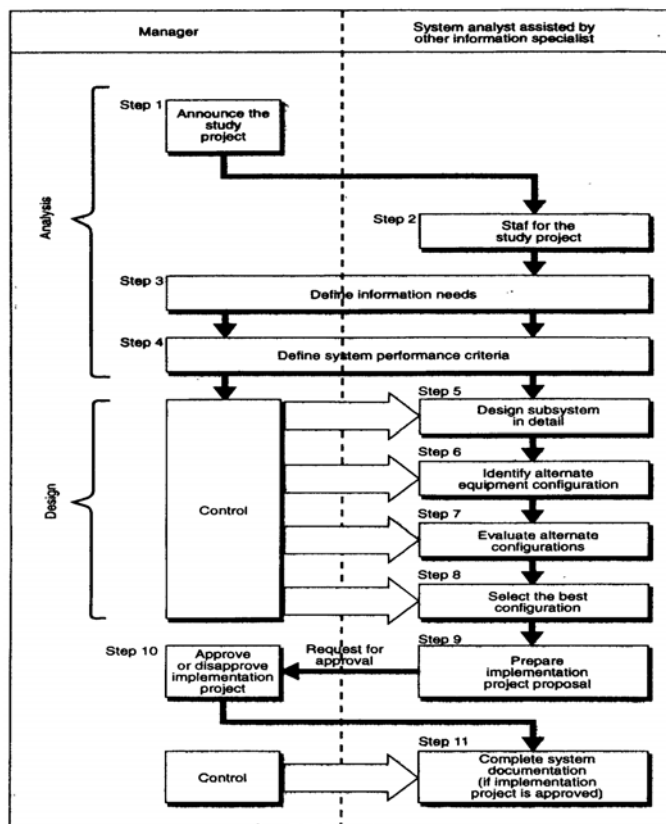 Manager
System analyst assisted by
other information specialist
Analysis
Step 1
Announce the
study
project
Step 2
Staf for the
study project
Step 3
Define information needs
Step 4
Define system performance criteria
Design
Control
Step 5
Design subsystem
in detail
Step 6
Identify alternate
equipment configuration
Step 7
Evaluate alternate
configurations
Step 8
Select the best
configuration
Step 9
Prepare
implementation
project proposal
Request for
approval
Step 10
Approve
or disapprove
implementation
project
Step 11
Control
Complete system
documentation
(if implementation
project is approved)